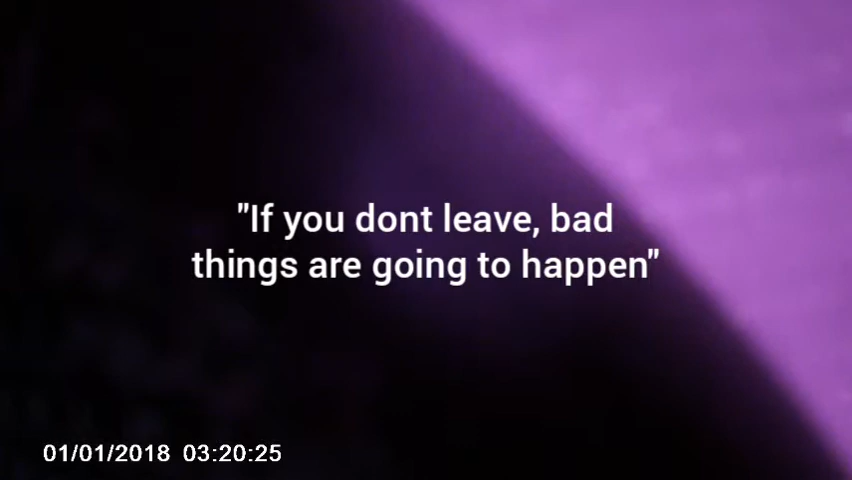 "If you dont leave, bad
things are going to happen"
01/01/2018 03:20:25